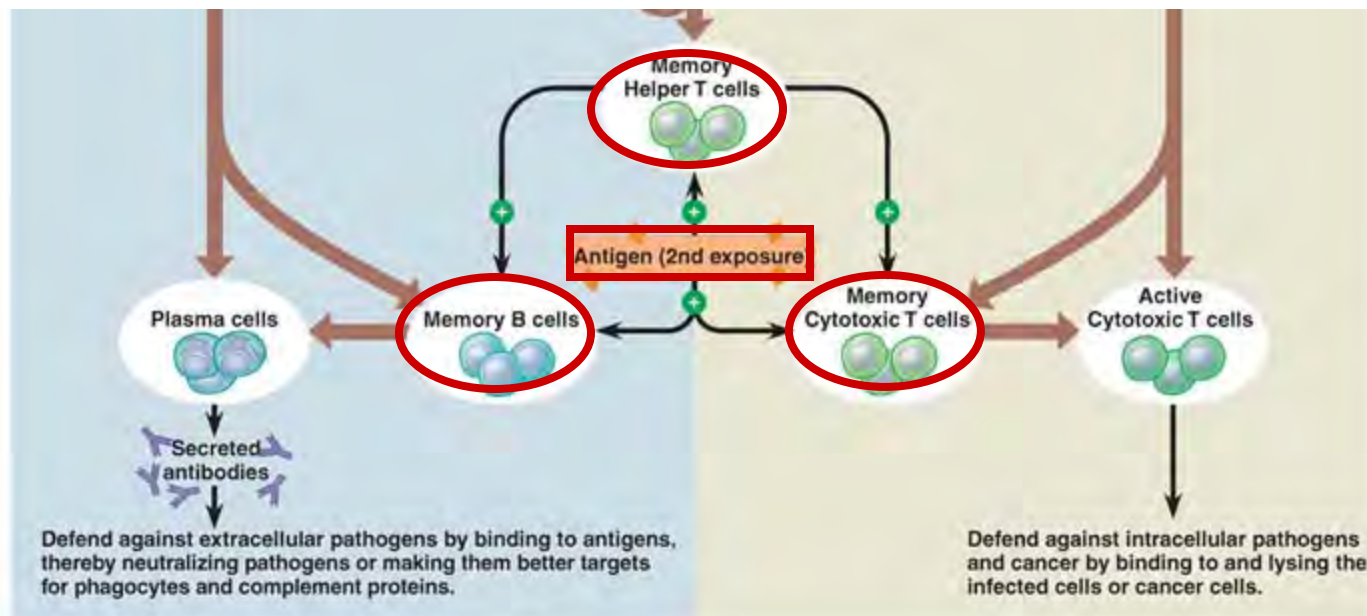 Memory
Helper T cells
+
+
+
Antigen (2nd exposure)
+
Plasma cells
Memory B cells
Memory
Cytotoxic T cells
Active
Cytotoxic T cells
Secreted
antibodies
Defend against extracellular pathogens by binding to antigens,
thereby neutralizing pathogens or making them better targets
for phagocytes and complement proteins.
Defend against intracellular pathogens
and cancer by binding to and lysing the
infected cells or cancer cells.